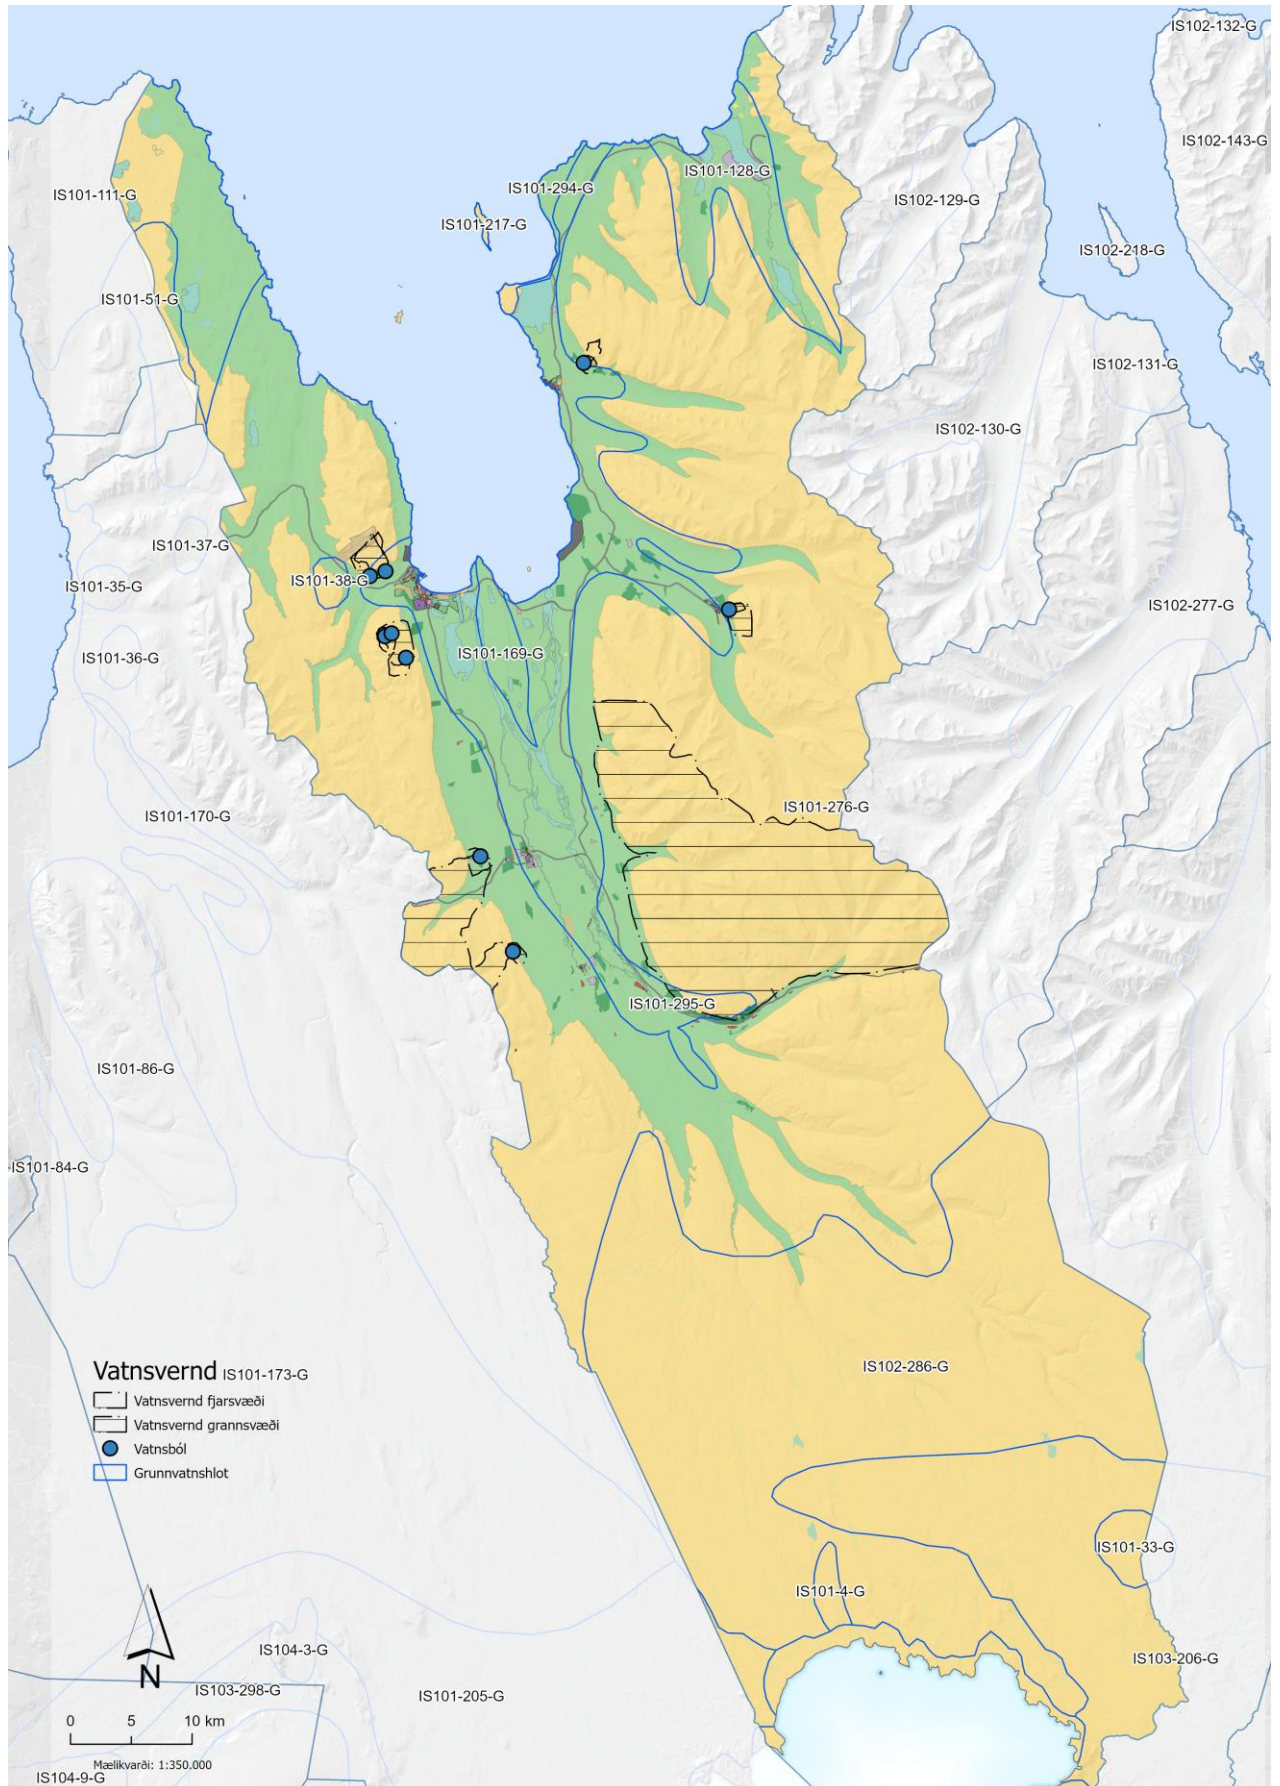 IS102-132-G
IS102-143-G
IS101-128-G
IS101-294-G
IS101-111-G
IS102-129-G
IS101-217-G
IS102-218-G
IS101-51-G
IS102-131-G
IS102-130-G
IS101-37-G
IS101-38-G
IS101-35-G
IS102-277-G
IS101-36-G
IS101-169-G
IS101-276-G
IS101-170-G
IS101-295-G
IS101-86-G
IS101-84-G
IS102-286-G
Vatnsvernd
IS101-173-G
Vatnsvernd fjarsvæði
Vatnsvernd grannsvæði
Vatnsból
Grunnvatnshlot
IS101-33-G
IS101-4-G
IS104-3-G
IS103-206-G
N
IS103-298-G
IS101-205-G
0 5 10 km
Mælikvarði: 1:350.000
IS104-9-G